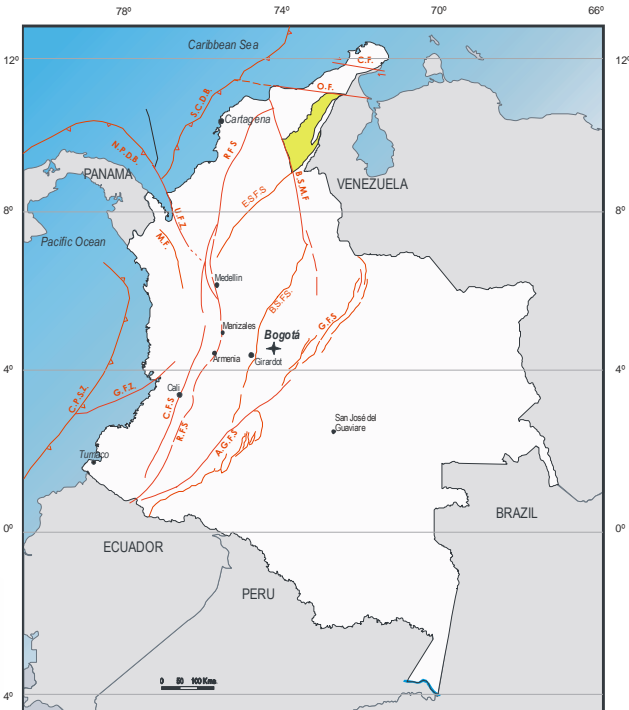 78º 74º 70º 66º
Caribbean Sea
12º
C.F.
12º
O.F.
S.C.D.B.
Cartagena
N.P.D.B.
R.F.S
PANAMA
B.S.M.F
VENEZUELA
E.S.F.S
8º
U.F.Z
8º
M.F.
Pacific Ocean
Medellín
B.S.F.S.
G.F.S
Manizales
Bogotá
Armenia
Girardot
4º
4º
C.P.S.Z.
G.F.Z.
Cali
C.F.S
R.F.S
San José del
Guaviare
A.G.F.S
Tumaco
BRAZIL
0º
0º
ECUADOR
PERU
0 50 100 Kms.
4º
4º